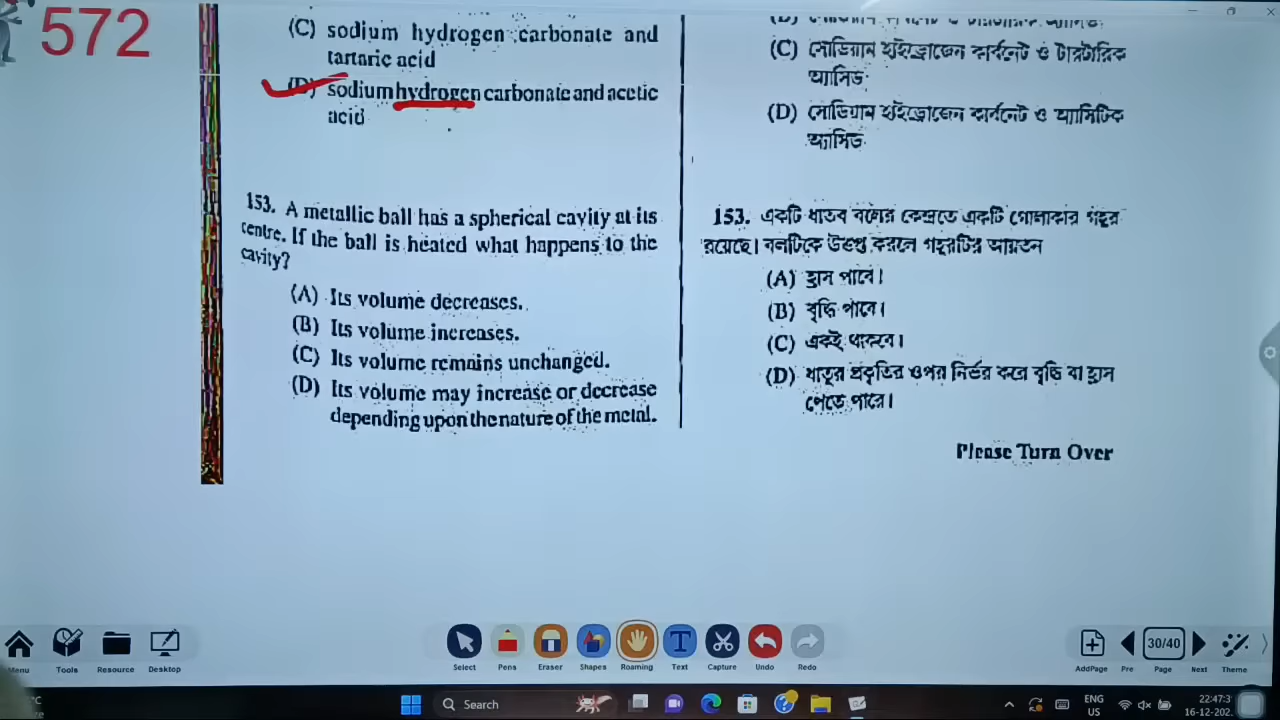 572
(C) sodium hydrogen carbonate and
tartaric acid
(D) sodium hydrogen carbonate and acetic
acid
153. A metallic ball has a spherical cavity at its
centre. If the ball is heated what happens to the
cavity?
(A) Its volume decreases.
(B) Its volume increases.
(C) Its volume remains unchanged.
(D) Its volume may increase or decrease
depending upon the nature of the metal.
(C) সোডিয়াম হাইড্রোজেন কার্বনেট ও টারটারিক
অ্যাসিড
(D) সোডিয়াম হাইড্রোজেন কার্বনেট ও অ্যাসিটিক
অ্যাসিড
153. একটি ধাতব বলের কেন্দ্রতে একটি গোলাকার গহ্বর
রয়েছে। বলটিকে উত্তপ্ত করলে গহ্বরটির আয়তন
(A) হ্রাস পাবে।
(B) বৃদ্ধি পাবে।
(C) একই থাকবে।
(D) ধাতুর প্রকৃতির ওপর নির্ভর করে বৃদ্ধি বা হ্রাস
পেতে পারে।
Please Turn Over
Tools
Resource
Desktop
Select
Pens
Eraser
Shapes
Roaming
Text
Capture
Undo
Redo
AddPage
Pre
30/40
Page
Next
Theme
Search
ENG
US
22:47:3
16-12-202